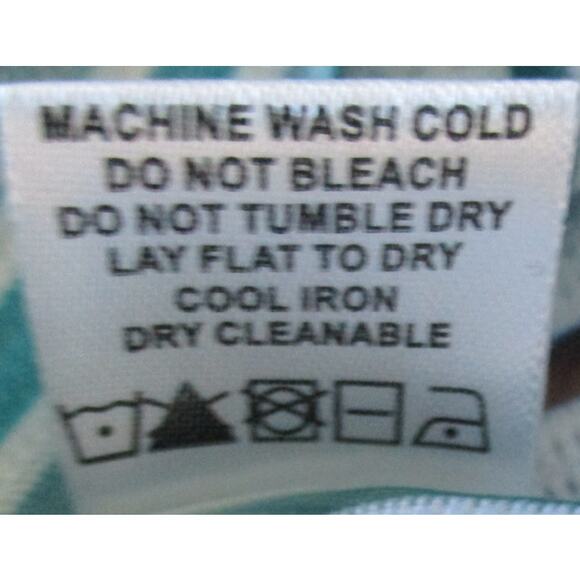 MACHINE WASH COLD
DO NOT BLEACH
DO NOT TUMBLE DRY
LAY FLAT TO DRY
COOL IRON
DRY CLEANABLE